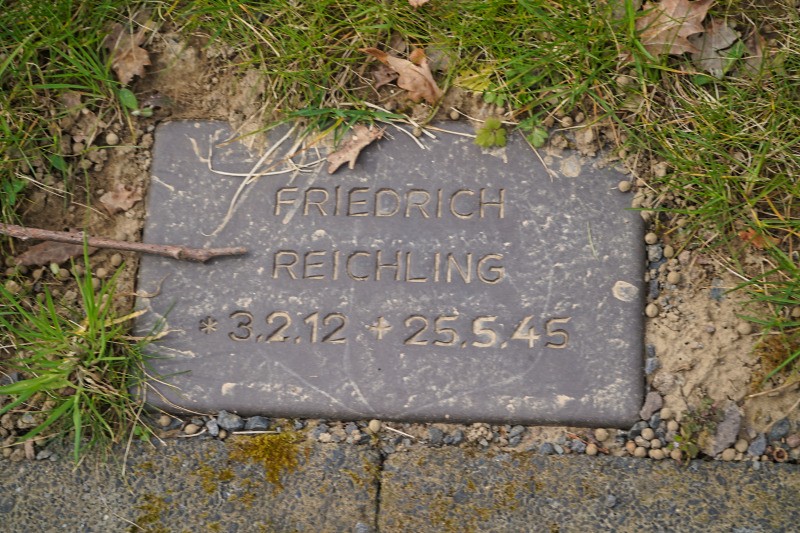 FRIEDRICH
REICHLING
* 3.2.12 + 25.5.45